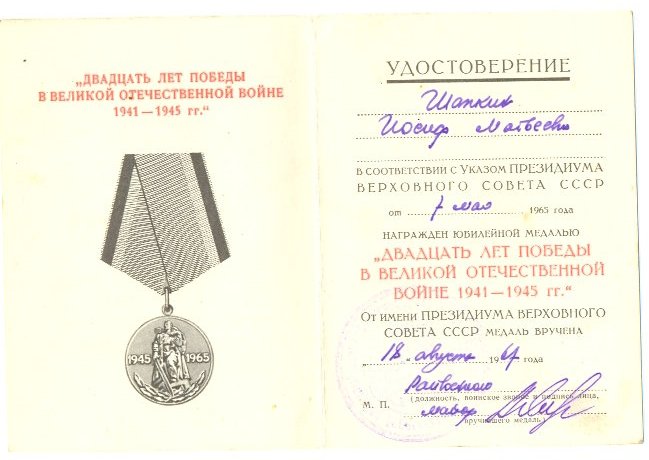 „ДВАДЦАТЬ ЛЕТ ПОБЕДЫ
В ВЕЛИКОЙ ОТЕЧЕСТВЕННОЙ ВОЙНЕ
1941—1945 гг.“
1945 1965
УДОСТОВЕРЕНИЕ
Шапкин
Иосиф Матвеевич
В СООТВЕТСТВИИ С УКАЗОМ ПРЕЗИДИУМА
ВЕРХОВНОГО СОВЕТА СССР
от 7 мая 1965 года
НАГРАЖДЕН ЮБИЛЕЙНОЙ МЕДАЛЬЮ
„ДВАДЦАТЬ ЛЕТ ПОБЕДЫ
В ВЕЛИКОЙ ОТЕЧЕСТВЕННОЙ
ВОЙНЕ 1941—1945 гг.“
ОТ ИМЕНИ ПРЕЗИДИУМА ВЕРХОВНОГО
СОВЕТА СССР МЕДАЛЬ ВРУЧЕНА
„18 августа 1967 года
М. П. (должность, воинское звание и подпись лица,
майор
вручившего медаль)